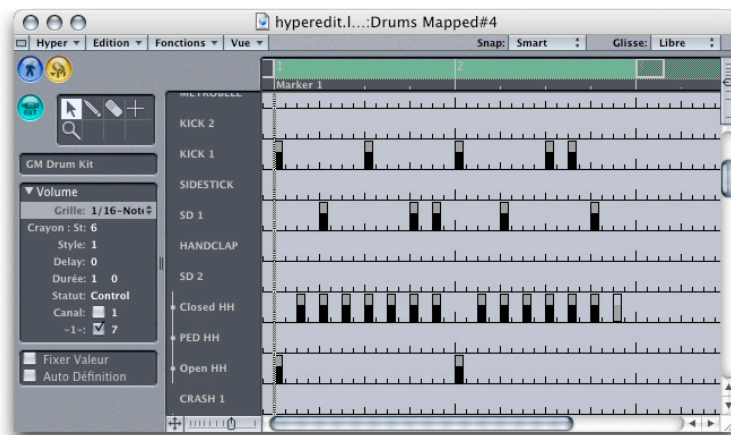 hyperedit.l...:Drums Mapped#4
Hyper Edition Fonctions Vue Snap: Smart Glisse: Libre
1 2
Marker 1
OUT
METROBELL
KICK 2
KICK 1
SIDESTICK
SD 1
HANDCLAP
SD 2
Closed HH
PED HH
Open HH
CRASH 1
GM Drum Kit
Volume
Grille: 1/16-Note
Crayon : St: 6
Style: 1
Delay: 0
Durée: 1 0
Statut: Control
Canal: 1
-1-: 7
Fixer Valeur
Auto Définition